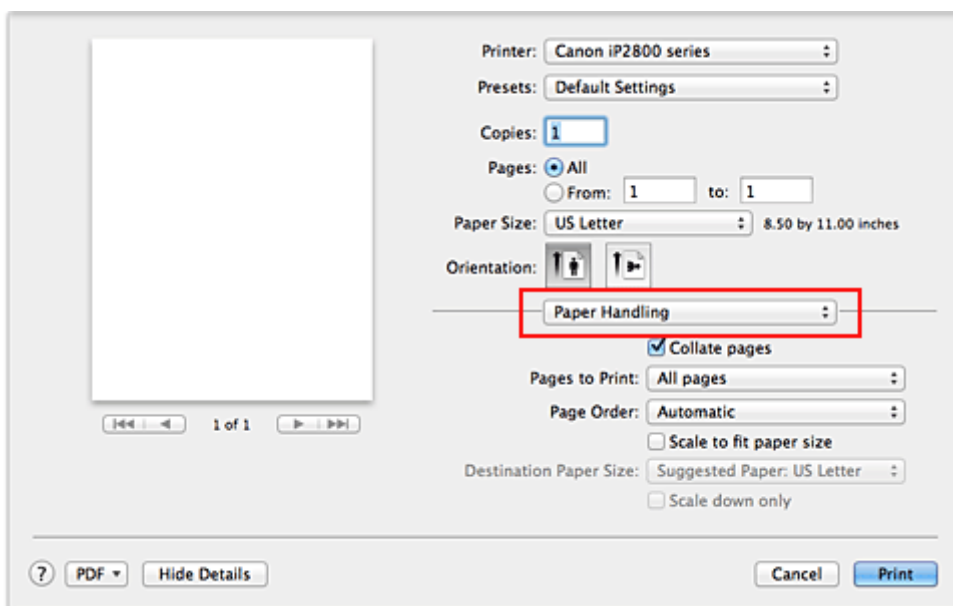 Printer: Canon iP2800 series
Presets: Default Settings
Copies: 1
Pages: All
From: 1 to: 1
Paper Size: US Letter 8.50 by 11.00 inches
Orientation:
Paper Handling
Collate pages
Pages to Print: All pages
Page Order: Automatic
1 of 1
Scale to fit paper size
Destination Paper Size: Suggested Paper: US Letter
Scale down only
? PDF Hide Details Cancel Print